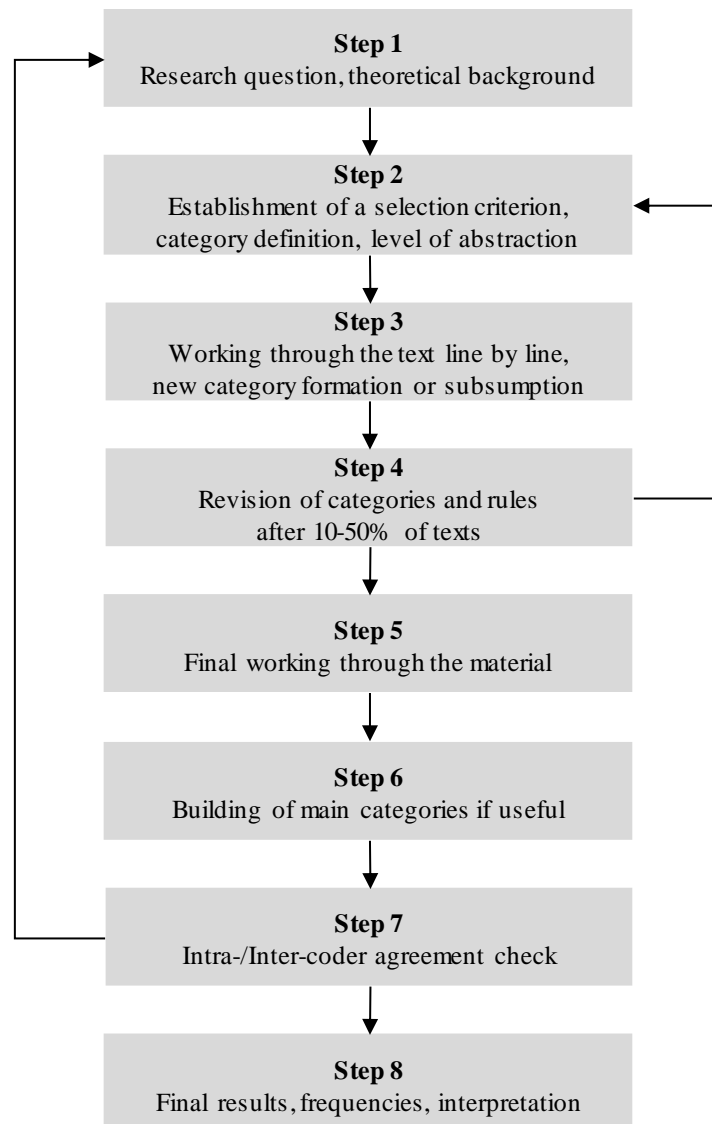 Step 1
Research question, theoretical background
Step 2
Establishment of a selection criterion,
category definition, level of abstraction
Step 3
Working through the text line by line,
new category formation or subsumption
Step 4
Revision of categories and rules
after 10-50% of texts
Step 5
Final working through the material
Step 6
Building of main categories if useful
Step 7
Intra-/Inter-coder agreement check
Step 8
Final results, frequencies, interpretation